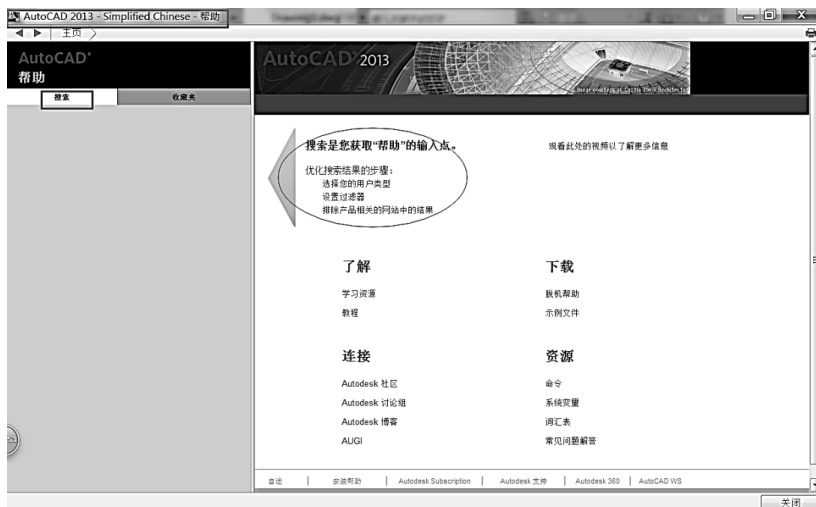 AutoCAD 2013 - Simplified Chinese - 帮助
主页
AutoCAD
帮助
搜索
收藏夹
AutoCAD 2013
搜索是您获取“帮助”的输入点。
观看此处的视频以了解更多信息
优化搜索结果的步骤：
选择您的用户类型
设置过滤器
排除产品相关的网站中的结果
了解
下载
学习资源
脱机帮助
教程
示例文件
连接
资源
Autodesk 社区
命令
Autodesk 讨论组
系统变量
Autodesk 博客
词汇表
AUGI
常见问题解答
自述 | 安装帮助 | Autodesk Subscription | Autodesk 支持 | Autodesk 360 | AutoCAD WS
关闭